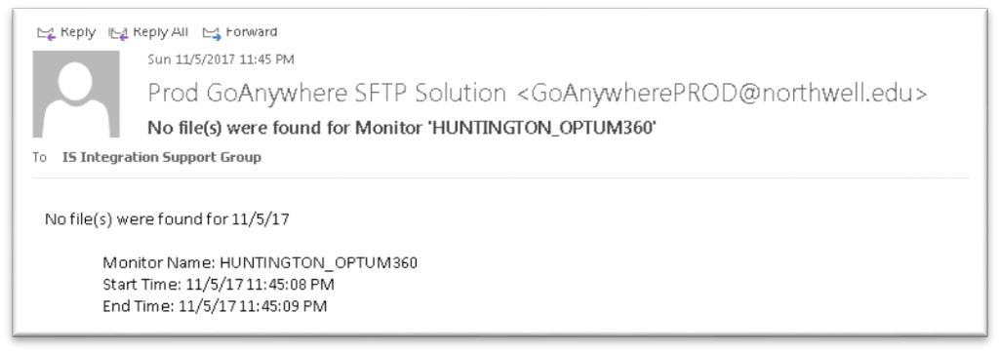 Reply Reply All Forward
Sun 11/5/2017 11:45 PM
Prod GoAnywhere SFTP Solution <GoAnywherePROD@northwell.edu>
No file(s) were found for Monitor 'HUNTINGTON_OPTUM360'
To IS Integration Support Group
No file(s) were found for 11/5/17
Monitor Name: HUNTINGTON_OPTUM360
Start Time: 11/5/17 11:45:08 PM
End Time: 11/5/17 11:45:09 PM